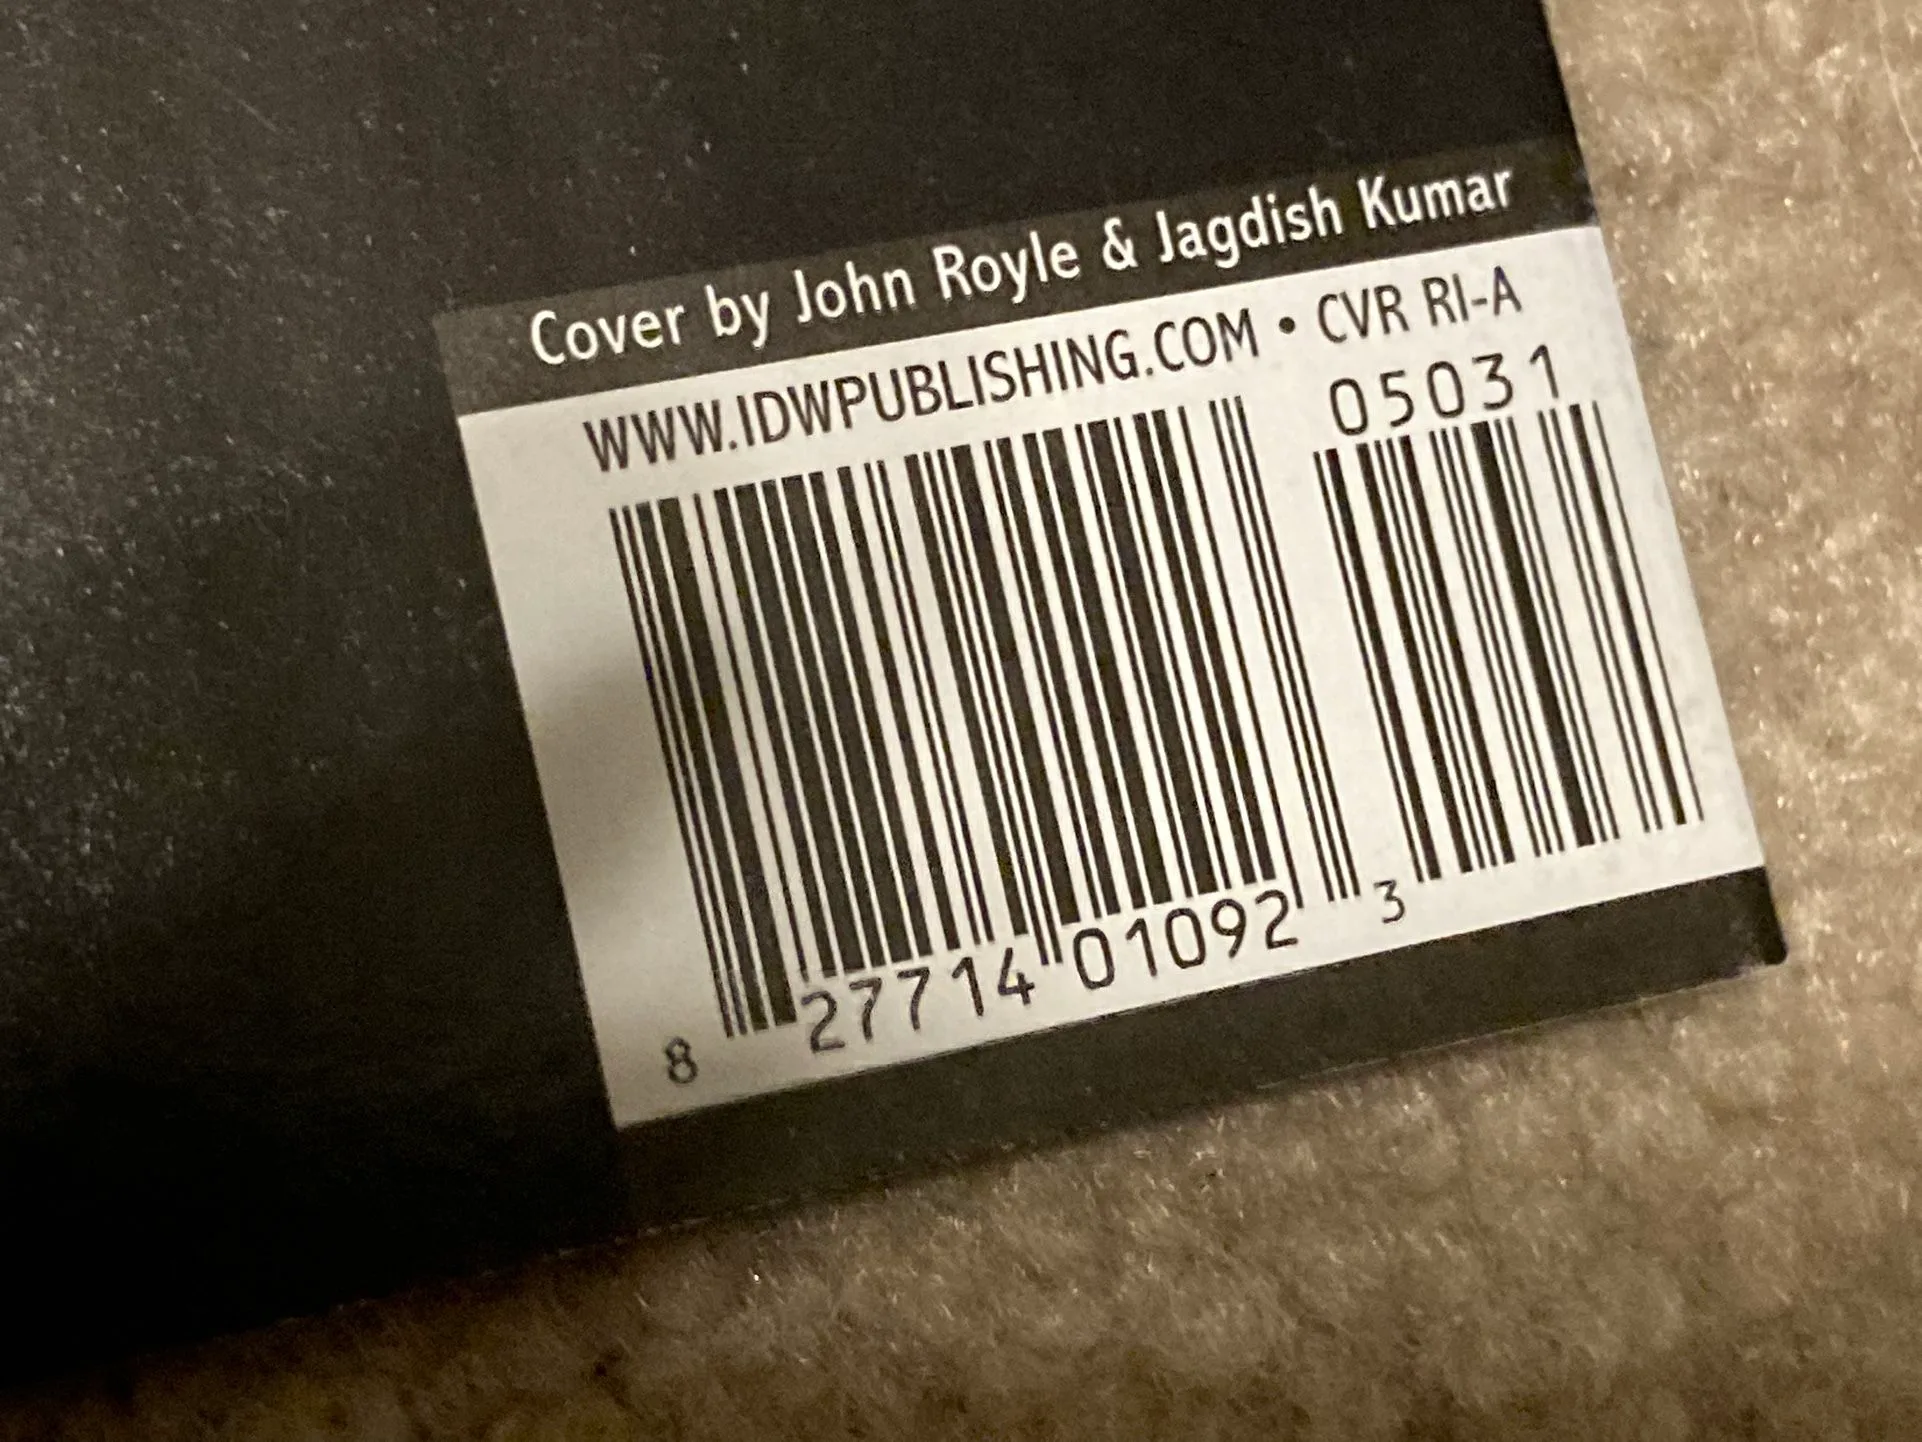 Cover by John Royle & Jagdish Kumar
WWW.IDWPUBLISHING.COM • CVR RI-A
05031
8 27714 01092 3